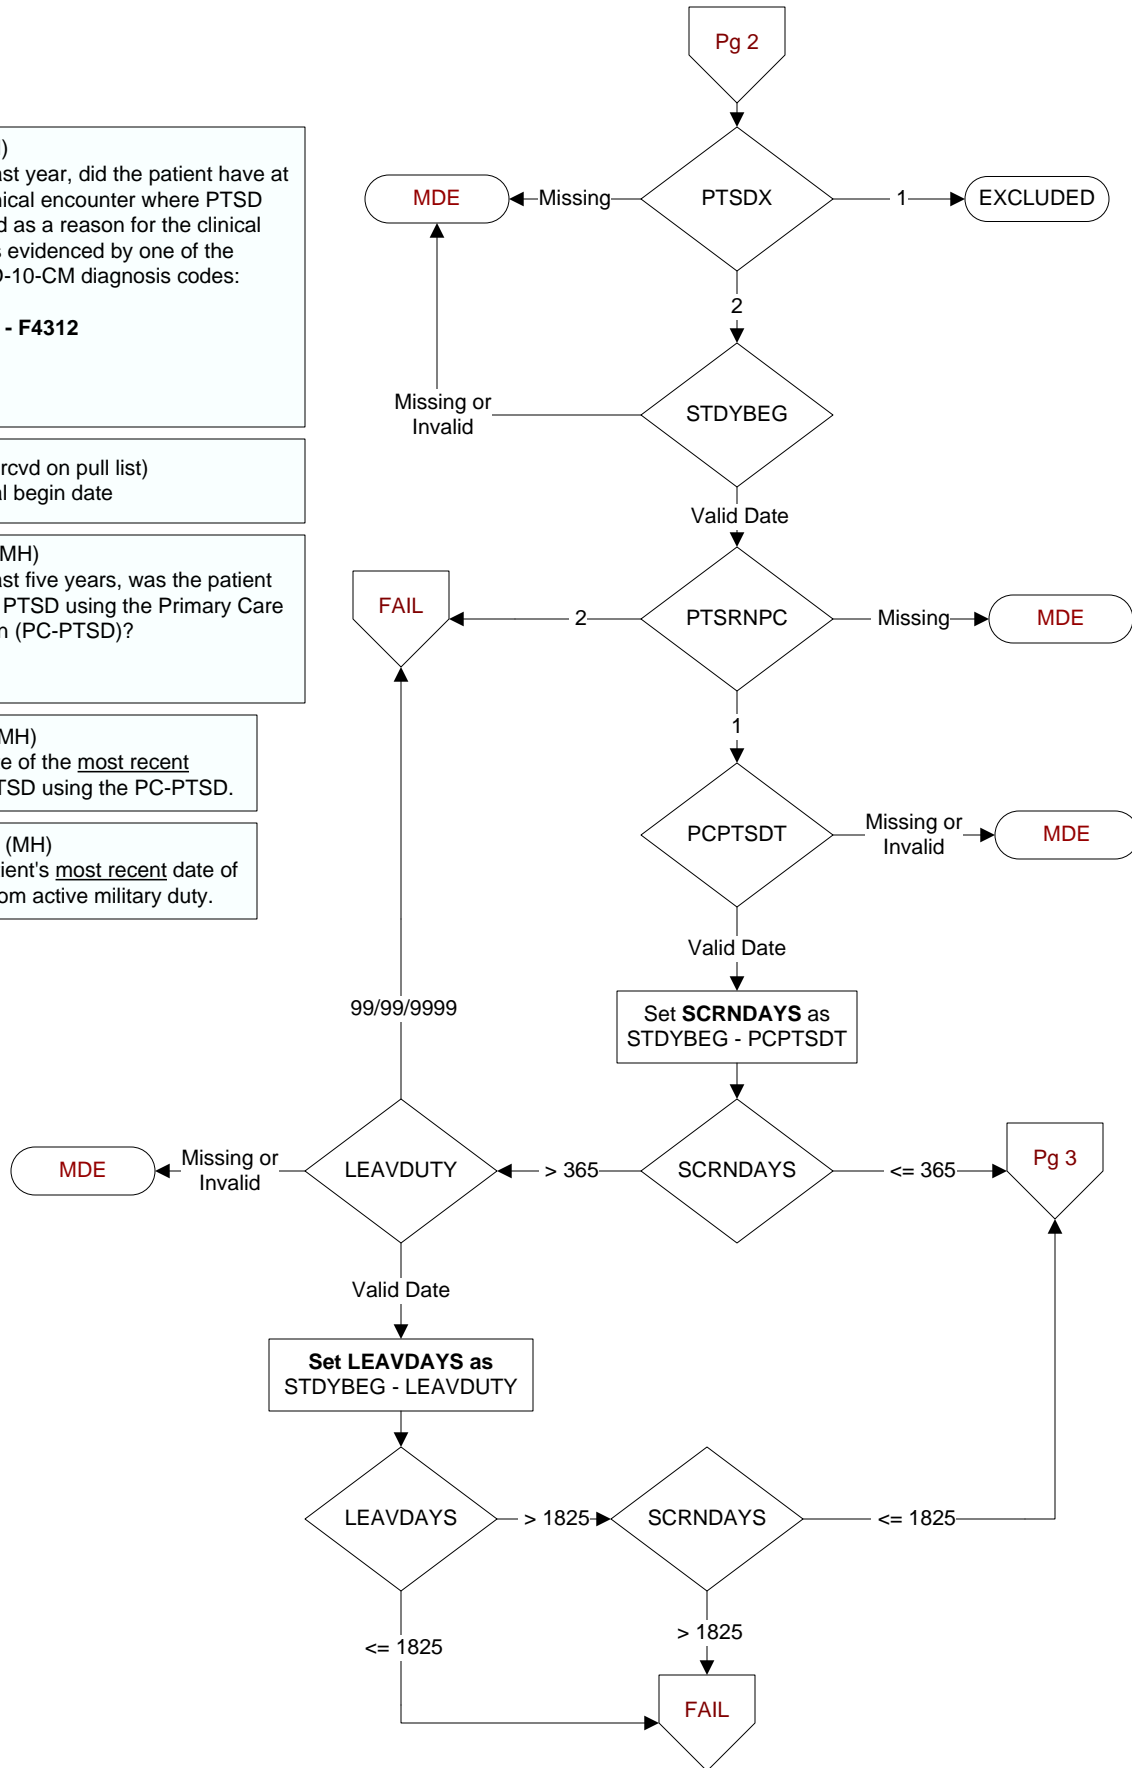 Pg 2
)
ast year, did the patient have at
nical encounter where PTSD
d as a reason for the clinical
s evidenced by one of the
D-10-CM diagnosis codes:
- F4312
rcvd on pull list)
al begin date
MH)
ast five years, was the patient
PTSD using the Primary Care
n (PC-PTSD)?
MH)
e of the most recent
TSD using the PC-PTSD.
(MH)
ient's most recent date of
om active military duty.
MDE
Missing
PTSDX
1
EXCLUDED
2
Missing or
Invalid
STDYBEG
Valid Date
FAIL
2
PTSRNPC
Missing
MDE
1
PCPTSDT
Missing or
Invalid
MDE
Valid Date
Set SCRNDAYS as
STDYBEG - PCPTSDT
99/99/9999
MDE
Missing or
Invalid
LEAVDUTY
> 365
SCRNDAYS
<= 365
Pg 3
Valid Date
Set LEAVDAYS as
STDYBEG - LEAVDUTY
LEAVDAYS
> 1825
SCRNDAYS
<= 1825
<= 1825
> 1825
FAIL